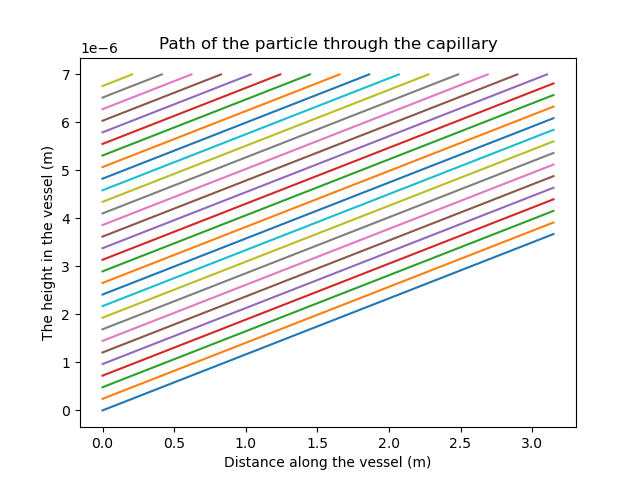 Path of the particle through the capillary
1e−6
7
6
5
4
3
2
1
0
The height in the vessel (m)
0.0 0.5 1.0 1.5 2.0 2.5 3.0
Distance along the vessel (m)